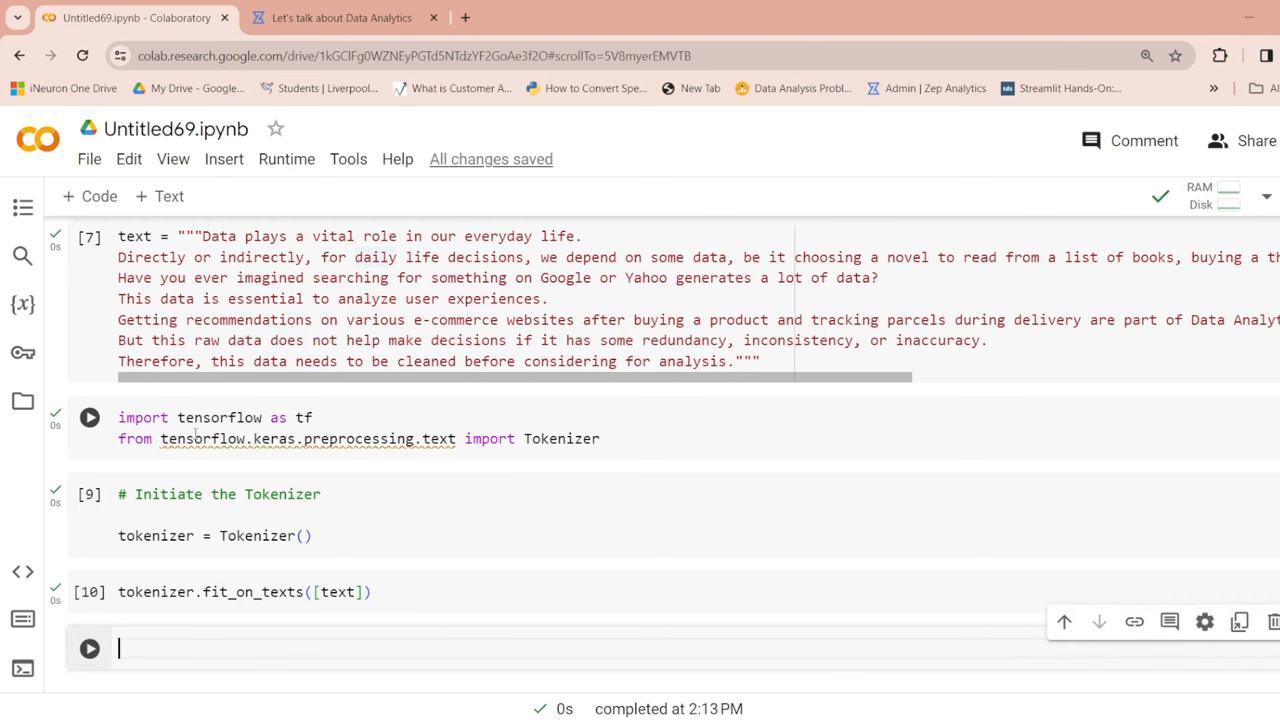 Untitled69.ipynb - Colaboratory
Let's talk about Data Analytics
colab.research.google.com/drive/1kGClFg0WZNEyPGTd5NTdzYF2GoAe3f2O#scrollTo=5V8myerEMVTB
iNeuron One Drive
My Drive - Google...
Students | Liverpool...
What is Customer A...
How to Convert Spe...
New Tab
Data Analysis Probl...
Admin | Zep Analytics
Streamlit Hands-On:...
»
Al
CO
Untitled69.ipynb
Comment
Share
File Edit View Insert Runtime Tools Help All changes saved
+ Code + Text
RAM
Disk
[7] text = """Data plays a vital role in our everyday life.
0s
Directly or indirectly, for daily life decisions, we depend on some data, be it choosing a novel to read from a list of books, buying a th
Have you ever imagined searching for something on Google or Yahoo generates a lot of data?
This data is essential to analyze user experiences.
Getting recommendations on various e-commerce websites after buying a product and tracking parcels during delivery are part of Data Analyt
But this raw data does not help make decisions if it has some redundancy, inconsistency, or inaccuracy.
Therefore, this data needs to be cleaned before considering for analysis."""
import tensorflow as tf
0s
from tensorflow.keras.preprocessing.text import Tokenizer
[9] # Initiate the Tokenizer
0s
tokenizer = Tokenizer()
[10] tokenizer.fit_on_texts([text])
0s
{x}
0s completed at 2:13 PM